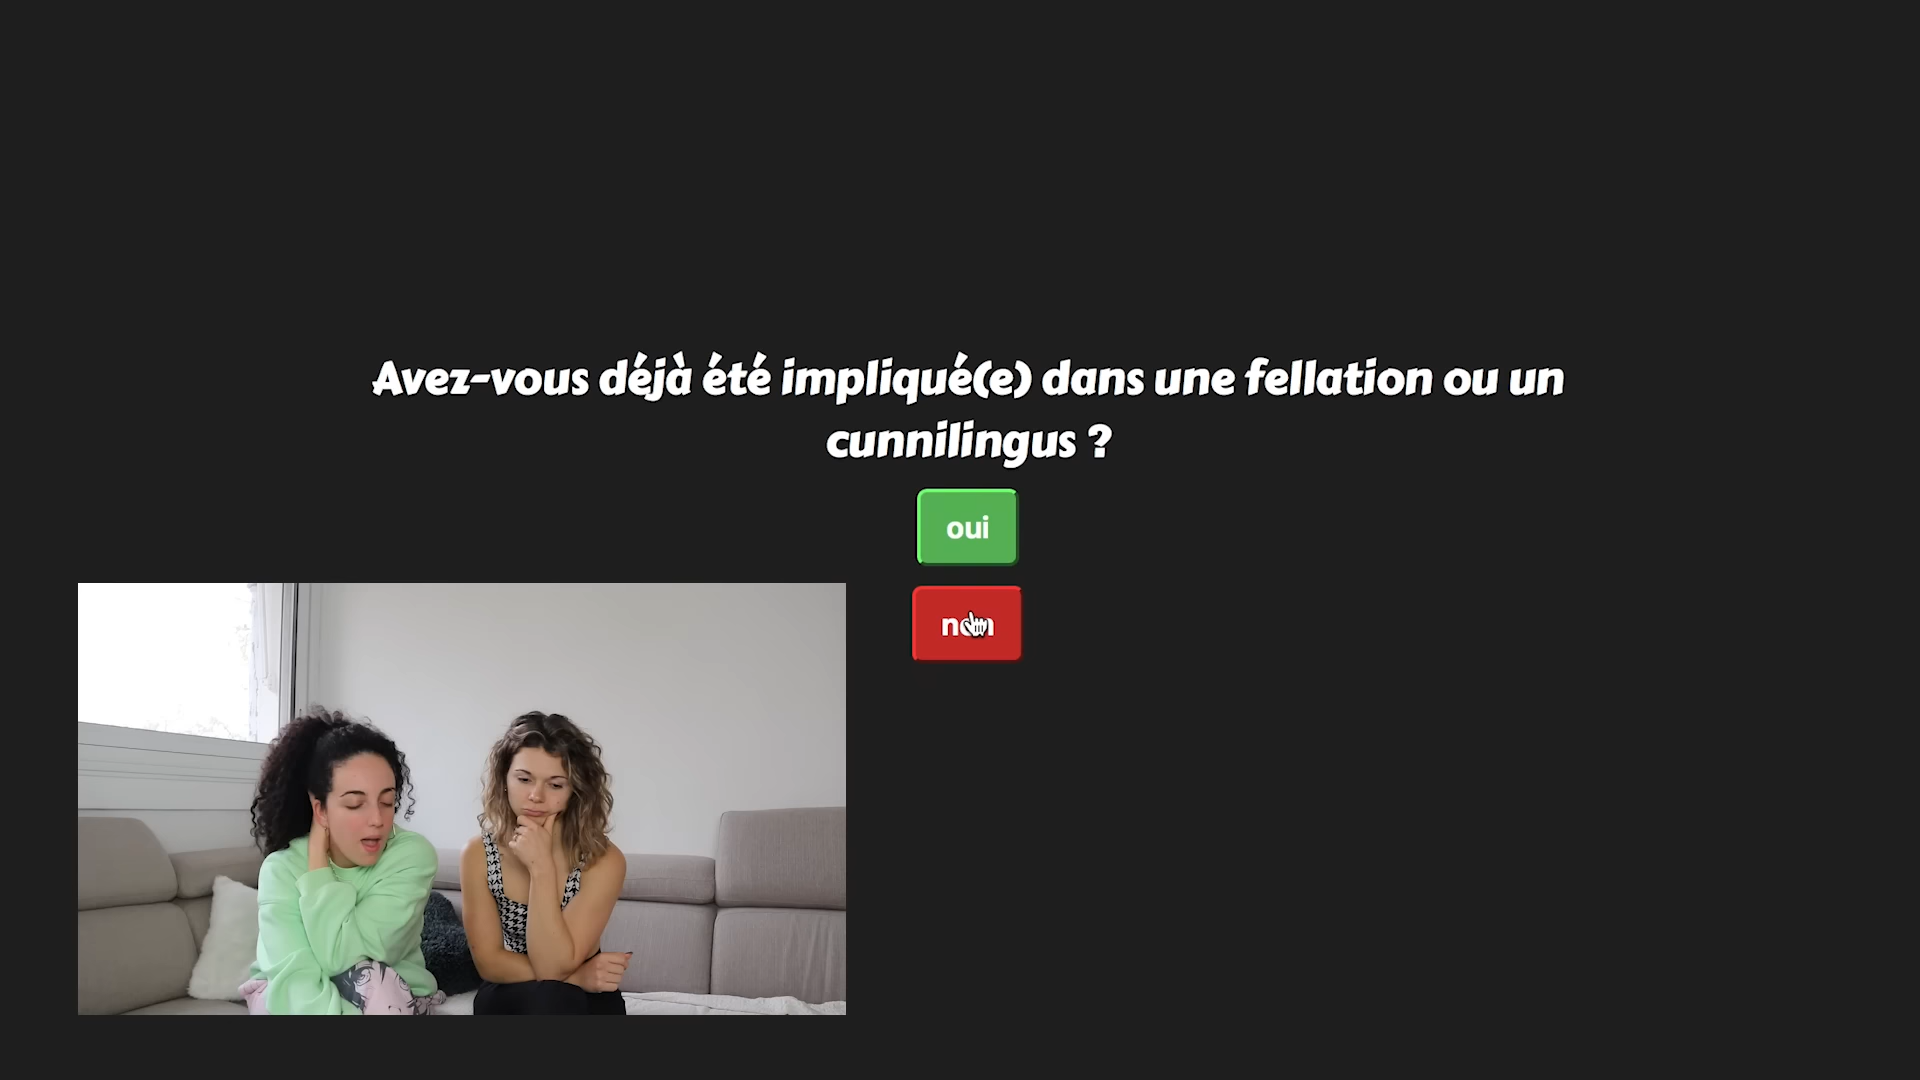 Avez-vous déjà été impliqué(e) dans une fellation ou un
cunnilingus ?
oui
non